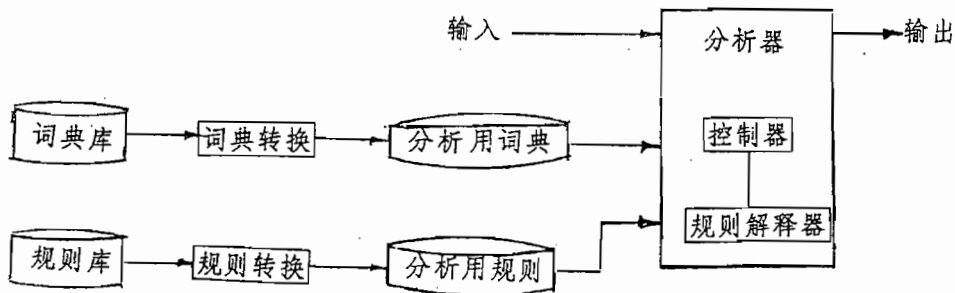 输入
分析器
输出
词典库
词典转换
分析用词典
控制器
规则解释器
规则库
规则转换
分析用规则